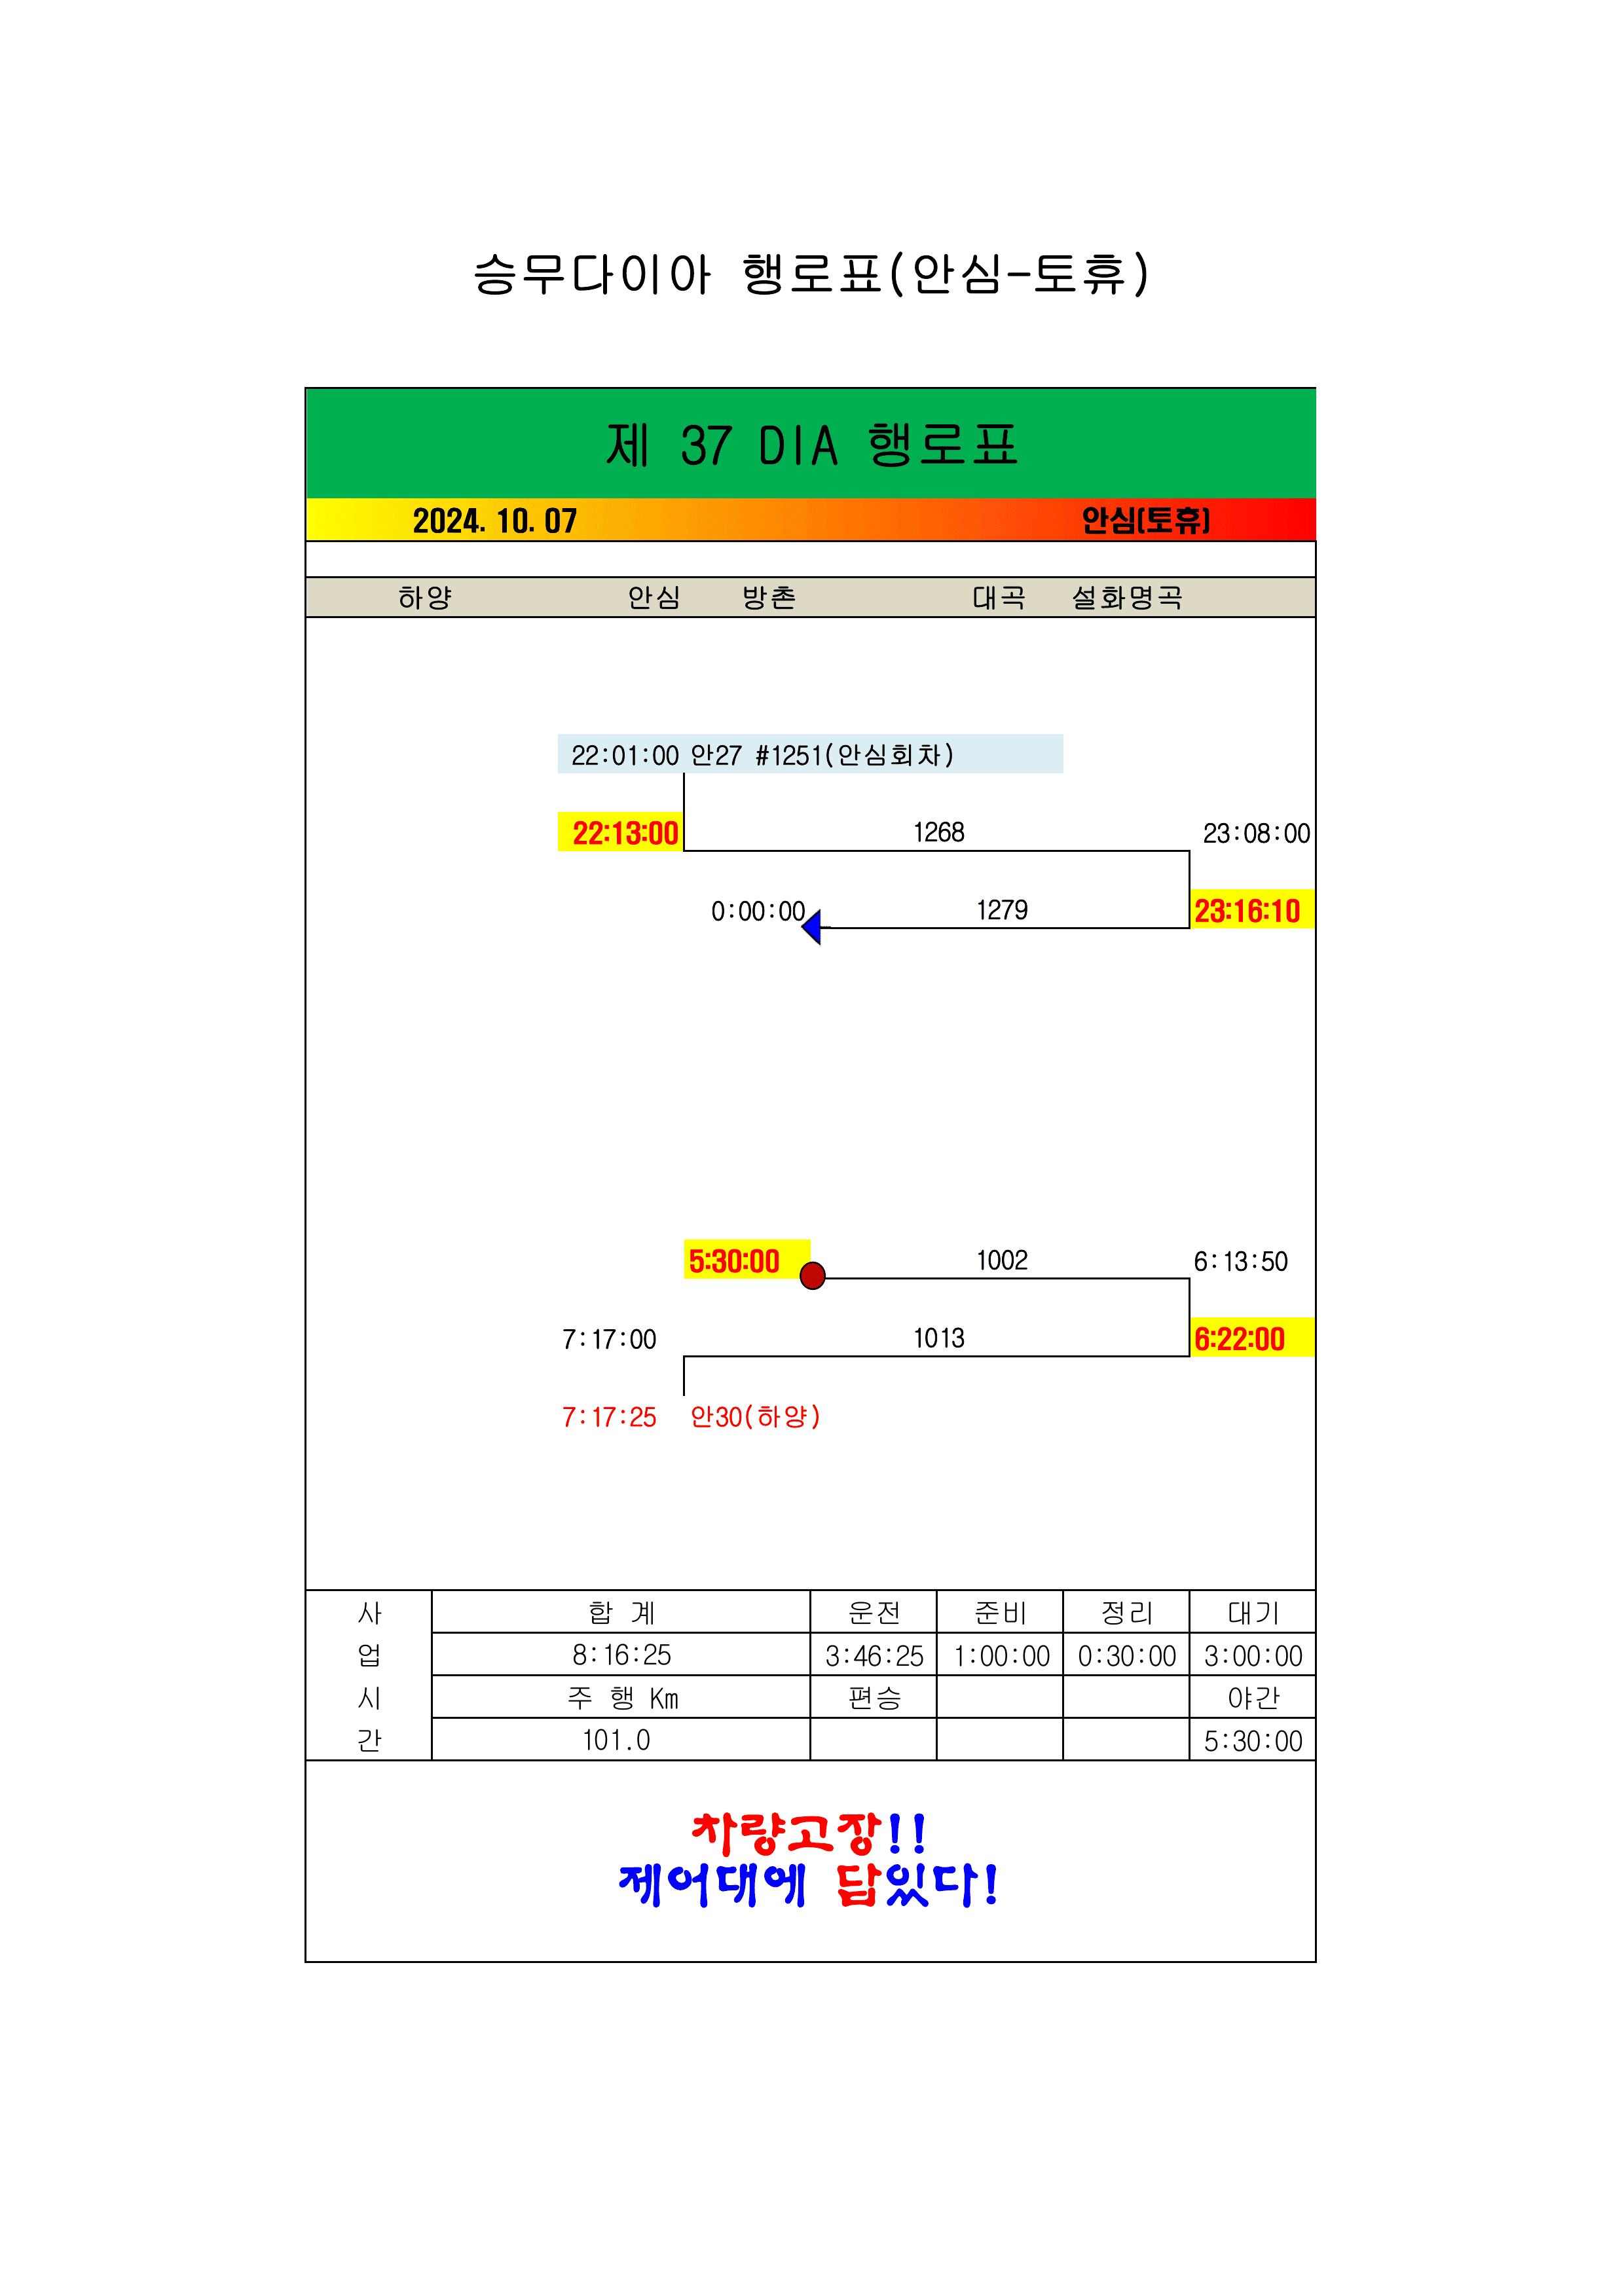 승무다이아 행로표(안심-토휴)
제 37 DIA 행로표
2024. 10. 07 안심(토휴)
하양 안심 방촌 대곡 설화명곡
22:01:00 안27 #1251(안심회차)
22:13:00 1268 23:08:00
0:00:00 1279 23:16:10
5:30:00 1002 6:13:50
7:17:00 1013 6:22:00
7:17:25 안30(하양)
사 합 계 운전 준비 정리 대기
업 8:16:25 3:46:25 1:00:00 0:30:00 3:00:00
시 주 행 Km 편승 야간
간 101.0 5:30:00
차량고장!!
제어대에 답있다!